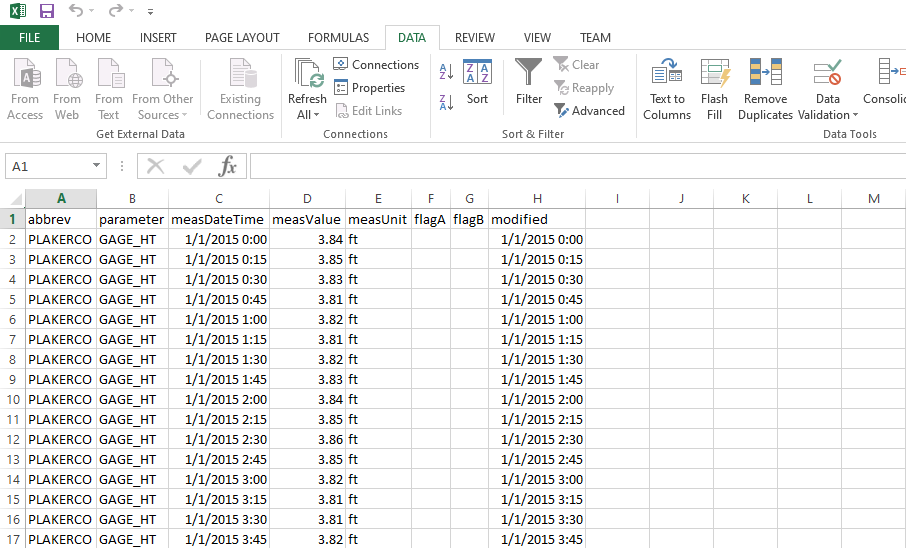 FILE HOME INSERT PAGE LAYOUT FORMULAS DATA REVIEW VIEW TEAM
From Access
From Web
From Text
From Other Sources
Existing Connections
Get External Data
Refresh All
Connections
Properties
Edit Links
Connections
A Z
Z A
Z A A Z
Sort
Filter
Clear
Reapply
Advanced
Sort & Filter
Text to Columns
Flash Fill
Remove Duplicates
Data Validation
Consolid
Data Tools
A1 fx
A B C D E F G H I J K L M
1 abbrev parameter measDateTime measValue measUnit flagA flagB modified
2 PLAKERCO GAGE_HT 1/1/2015 0:00 3.84 ft 1/1/2015 0:00
3 PLAKERCO GAGE_HT 1/1/2015 0:15 3.85 ft 1/1/2015 0:15
4 PLAKERCO GAGE_HT 1/1/2015 0:30 3.83 ft 1/1/2015 0:30
5 PLAKERCO GAGE_HT 1/1/2015 0:45 3.81 ft 1/1/2015 0:45
6 PLAKERCO GAGE_HT 1/1/2015 1:00 3.82 ft 1/1/2015 1:00
7 PLAKERCO GAGE_HT 1/1/2015 1:15 3.81 ft 1/1/2015 1:15
8 PLAKERCO GAGE_HT 1/1/2015 1:30 3.82 ft 1/1/2015 1:30
9 PLAKERCO GAGE_HT 1/1/2015 1:45 3.83 ft 1/1/2015 1:45
10 PLAKERCO GAGE_HT 1/1/2015 2:00 3.84 ft 1/1/2015 2:00
11 PLAKERCO GAGE_HT 1/1/2015 2:15 3.85 ft 1/1/2015 2:15
12 PLAKERCO GAGE_HT 1/1/2015 2:30 3.86 ft 1/1/2015 2:30
13 PLAKERCO GAGE_HT 1/1/2015 2:45 3.85 ft 1/1/2015 2:45
14 PLAKERCO GAGE_HT 1/1/2015 3:00 3.82 ft 1/1/2015 3:00
15 PLAKERCO GAGE_HT 1/1/2015 3:15 3.81 ft 1/1/2015 3:15
16 PLAKERCO GAGE_HT 1/1/2015 3:30 3.81 ft 1/1/2015 3:30
17 PLAKERCO GAGE_HT 1/1/2015 3:45 3.82 ft 1/1/2015 3:45